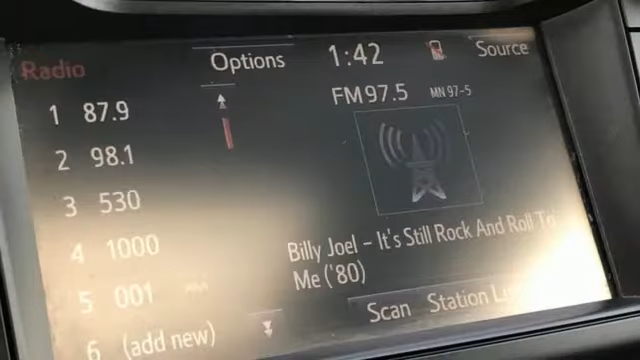 Radio
Options
1:42
Source
1 87.9
2 98.1
3 530
4 1000
5 001
6 (add new)
FM97.5 MN 97-5
Billy Joel - It's Still Rock And Roll To
Me ('80)
Scan
Station